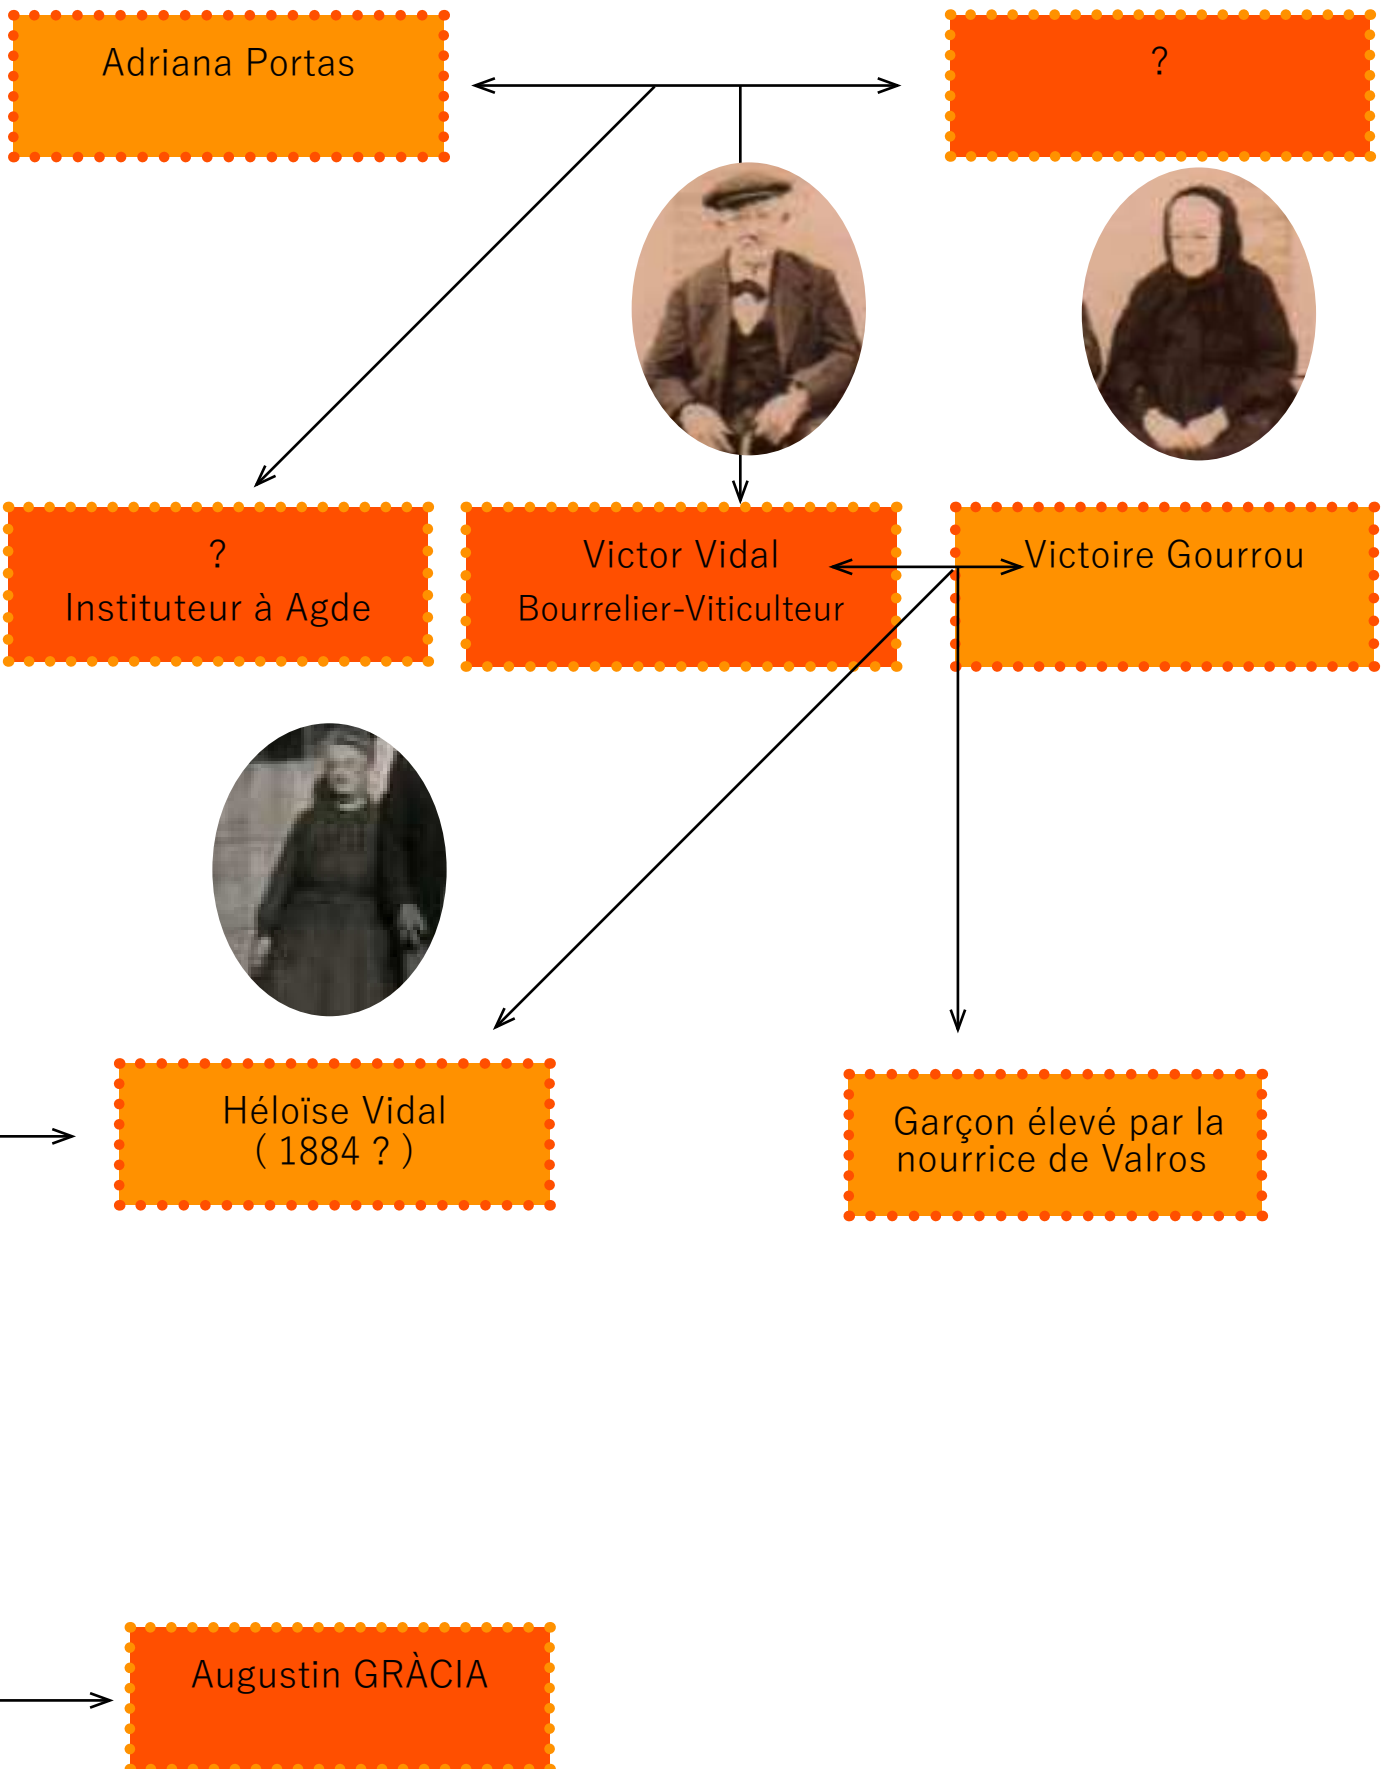 Adriana Portas
?
?
Instituteur à Agde
Victor Vidal
Bourrelier-Viticulteur
Victoire Gourrou
Héloïse Vidal
( 1884 ? )
Garçon élevé par la
nourrice de Valros
Augustin GRÀCIA